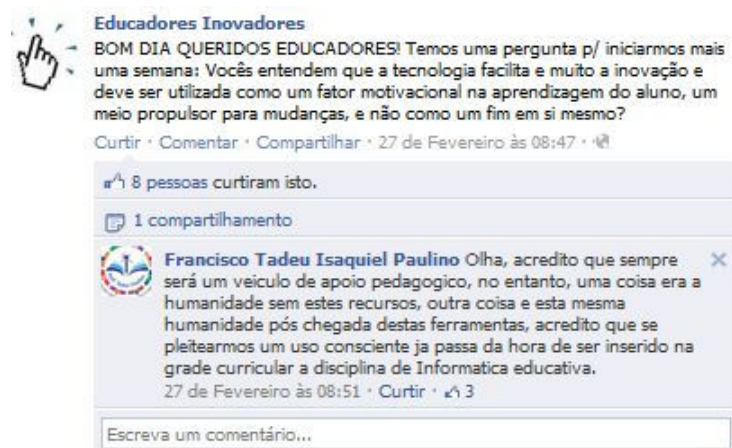 Educadores Inovadores
BOM DIA QUERIDOS EDUCADORES! Temos uma pergunta p/ iniciarmos mais
uma semana: Vocês entendem que a tecnologia facilita e muito a inovação e
deve ser utilizada como um fator motivacional na aprendizagem do aluno, um
meio propulsor para mudanças, e não como um fim em si mesmo?
Curtir · Comentar · Compartilhar · 27 de Fevereiro às 08:47 ·
8 pessoas curtiram isto.
1 compartilhamento
Francisco Tadeu Isaquiel Paulino Olha, acredito que sempre
será um veiculo de apoio pedagogico, no entanto, uma coisa era a
humanidade sem estes recursos, outra coisa e esta mesma
humanidade pós chegada destas ferramentas, acredito que se
pleitearmos um uso consciente ja passa da hora de ser inserido na
grade curricular a disciplina de Informatica educativa.
27 de Fevereiro às 08:51 · Curtir · 3
Escreva um comentário...